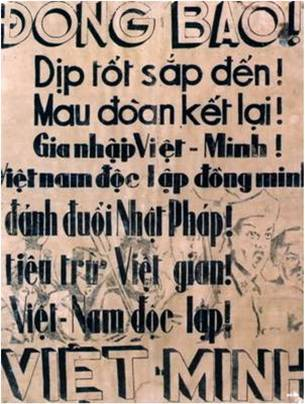 ĐỒNG BÀO!
Dịp tốt sắp đến!
Mau đoàn kết lại!
Gia nhập Việt-Minh!
Việt nam độc lập đồng minh
đánh đuổi Nhật Pháp!
tiêu trừ Việt gian!
Việt-Nam độc lập!
VIỆT-MINH